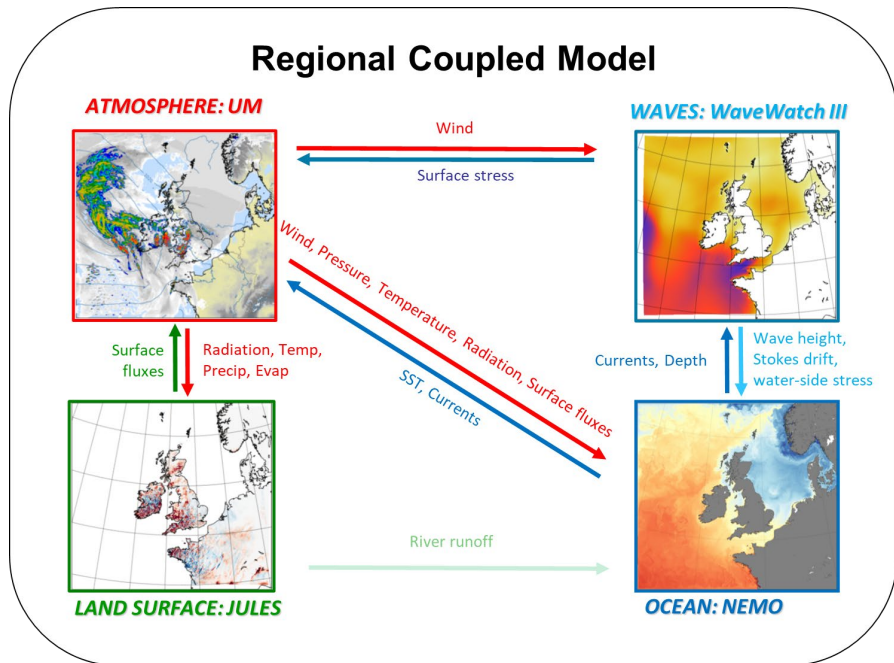 Regional Coupled Model
ATMOSPHERE: UM
WAVES: WaveWatch III
Wind
Surface stress
Wind, Pressure, Temperature, Radiation, Surface fluxes
SST, Currents
Surface
fluxes
Radiation, Temp,
Precip, Evap
Currents, Depth
Wave height,
Stokes drift,
water-side stress
River runoff
LAND SURFACE: JULES
OCEAN: NEMO